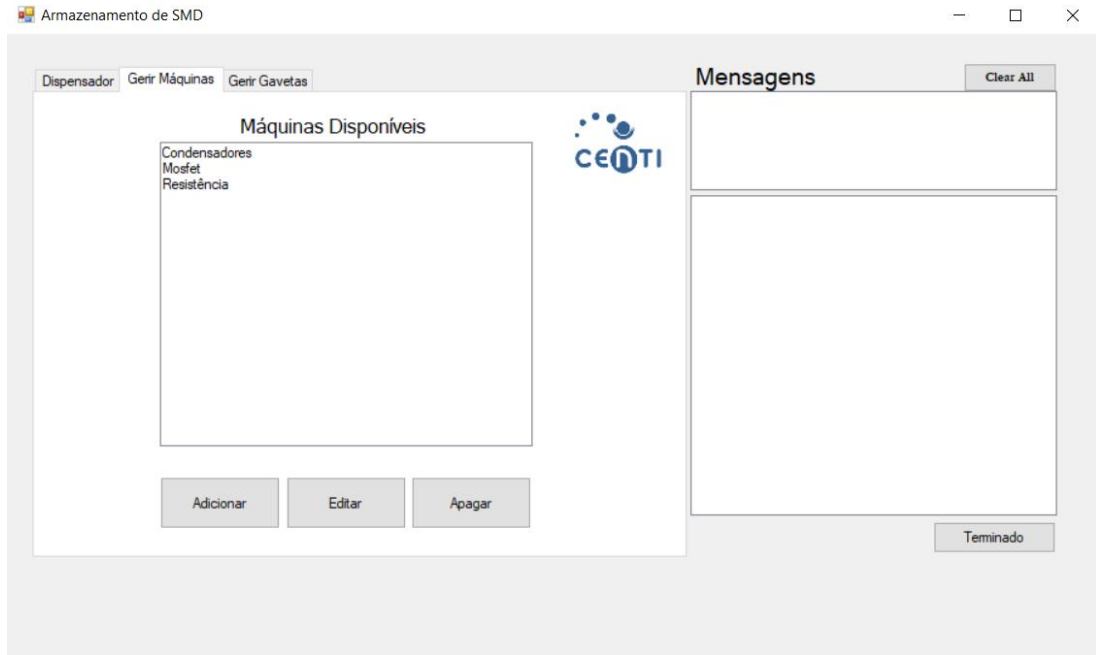 Armazenamento de SMD
Dispensador
Gerir Máquinas
Gerir Gavetas
Máquinas Disponíveis
Condensadores
Mosfet
Resistência
CENTI
Adicionar
Editar
Apagar
Mensagens
Clear All
Terminado